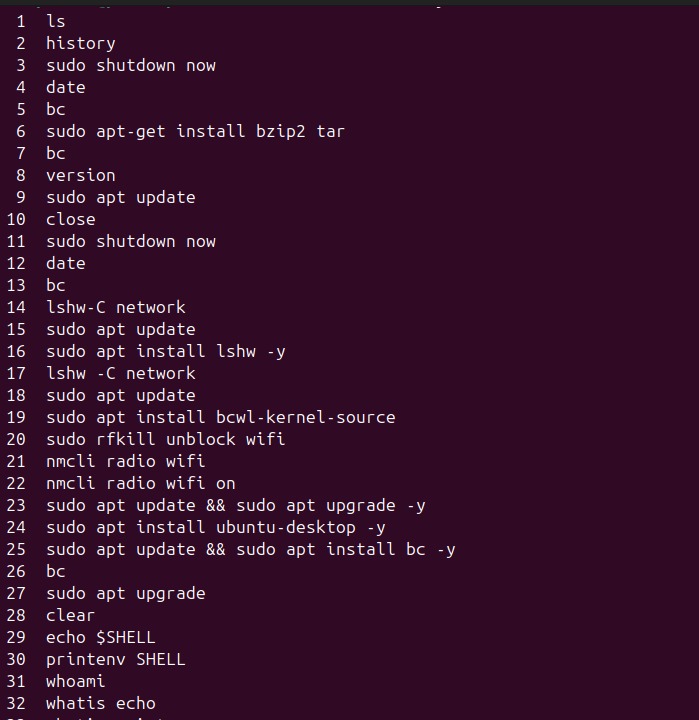 1 ls
2 history
3 sudo shutdown now
4 date
5 bc
6 sudo apt-get install bzip2 tar
7 bc
8 version
9 sudo apt update
10 close
11 sudo shutdown now
12 date
13 bc
14 lshw-C network
15 sudo apt update
16 sudo apt install lshw -y
17 lshw -C network
18 sudo apt update
19 sudo apt install bcwl-kernel-source
20 sudo rfkill unblock wifi
21 nmcli radio wifi
22 nmcli radio wifi on
23 sudo apt update && sudo apt upgrade -y
24 sudo apt install ubuntu-desktop -y
25 sudo apt update && sudo apt install bc -y
26 bc
27 sudo apt upgrade
28 clear
29 echo $SHELL
30 printenv SHELL
31 whoami
32 whatis echo